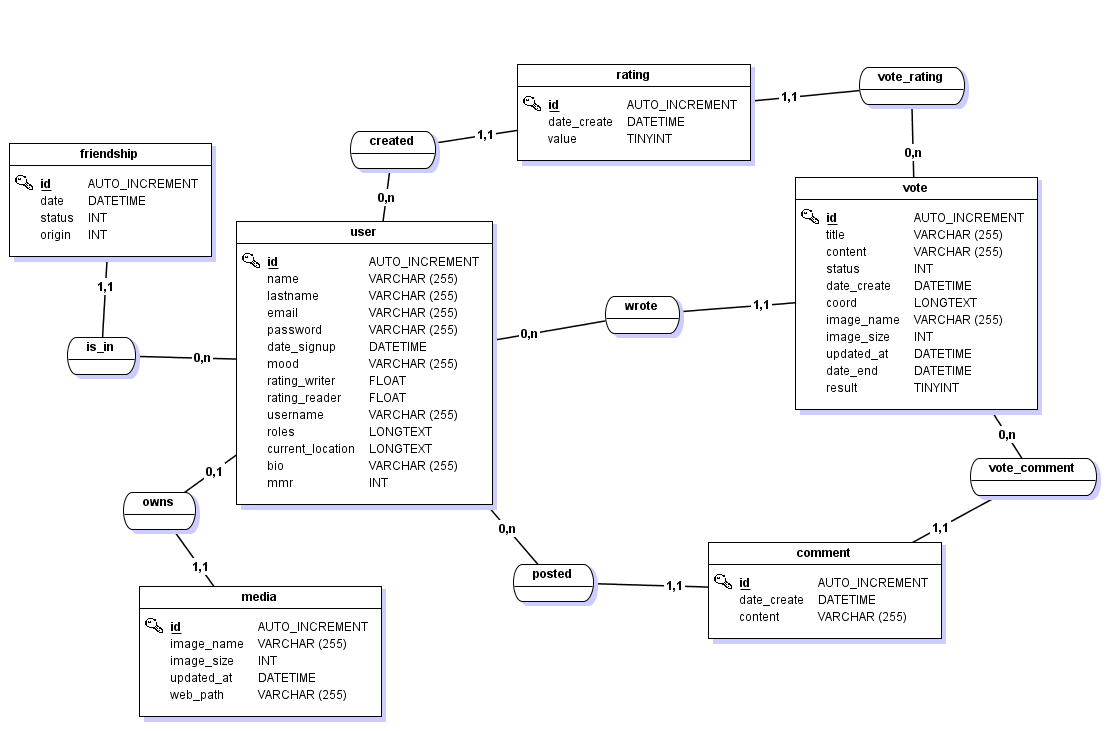 rating
id AUTO_INCREMENT
date_create DATETIME
value TINYINT
vote_rating
1,1
0,n
created
1,1
0,n
friendship
id AUTO_INCREMENT
date DATETIME
status INT
origin INT
1,1
is_in
0,n
user
id AUTO_INCREMENT
name VARCHAR (255)
lastname VARCHAR (255)
email VARCHAR (255)
password VARCHAR (255)
date_signup DATETIME
mood VARCHAR (255)
rating_writer FLOAT
rating_reader FLOAT
username VARCHAR (255)
roles LONGTEXT
current_location LONGTEXT
bio VARCHAR (255)
mmr INT
vote
id AUTO_INCREMENT
title VARCHAR (255)
content VARCHAR (255)
status INT
date_create DATETIME
coord LONGTEXT
image_name VARCHAR (255)
image_size INT
updated_at DATETIME
date_end DATETIME
result TINYINT
wrote
0,n
1,1
0,n
vote_comment
1,1
0,1
owns
1,1
0,n
posted
1,1
comment
id AUTO_INCREMENT
date_create DATETIME
content VARCHAR (255)
media
id AUTO_INCREMENT
image_name VARCHAR (255)
image_size INT
updated_at DATETIME
web_path VARCHAR (255)